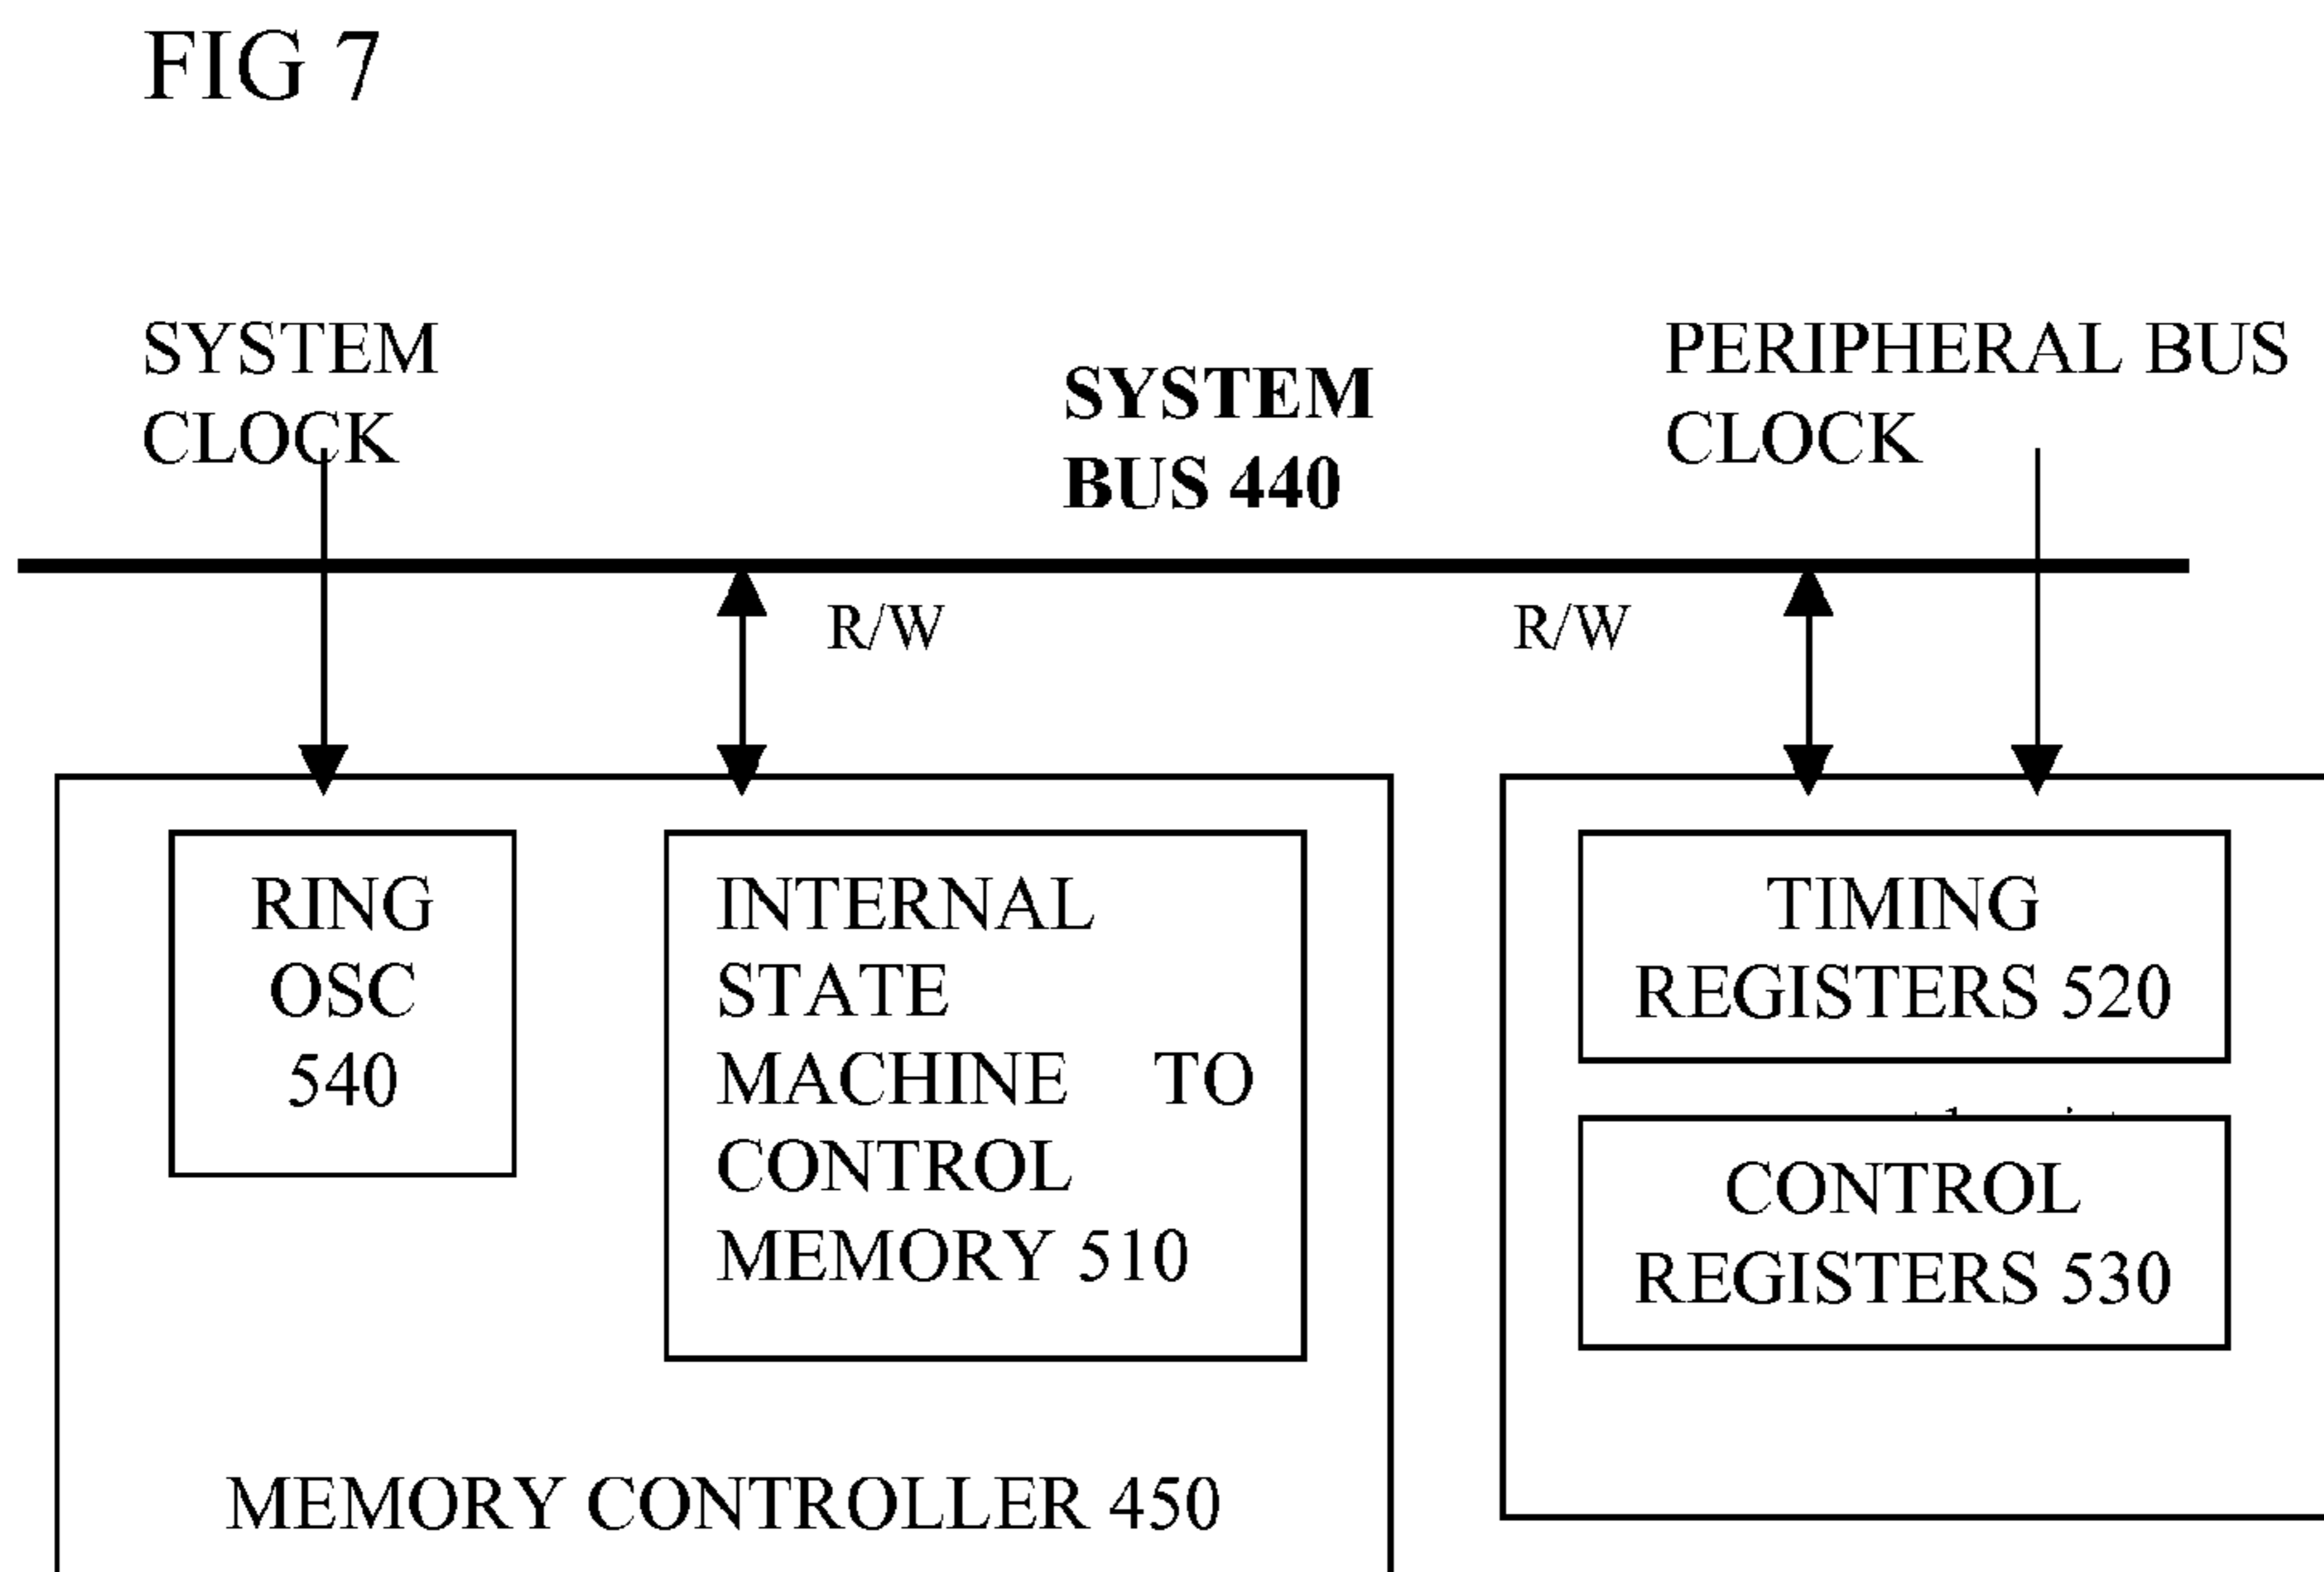 FIG 7
SYSTEM
CLOCK
SYSTEM
BUS 440
PERIPHERAL BUS
CLOCK
R/W
R/W
RING
OSC
540
INTERNAL
STATE
MACHINE TO
CONTROL
MEMORY 510
TIMING
REGISTERS 520
CONTROL
REGISTERS 530
MEMORY CONTROLLER 450